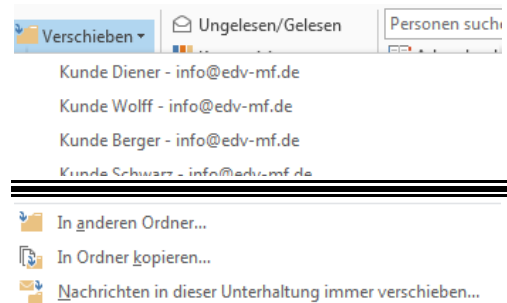 Verschieben
Ungelesen/Gelesen
Personen suche
Kunde Diener - info@edv-mf.de
Kunde Wolff - info@edv-mf.de
Kunde Berger - info@edv-mf.de
Kunde Schwarz - info@edv-mf.de
In anderen Ordner...
In Ordner kopieren...
Nachrichten in dieser Unterhaltung immer verschieben...